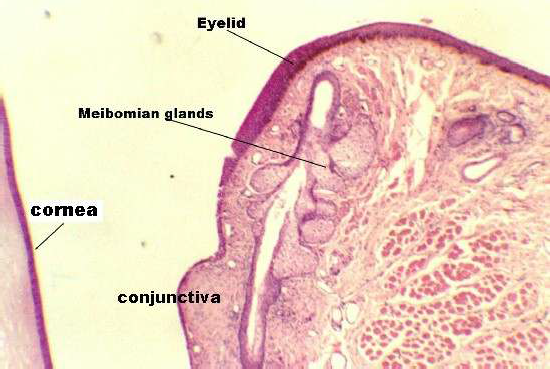 Eyelid
Meibomian glands
cornea
conjunctiva